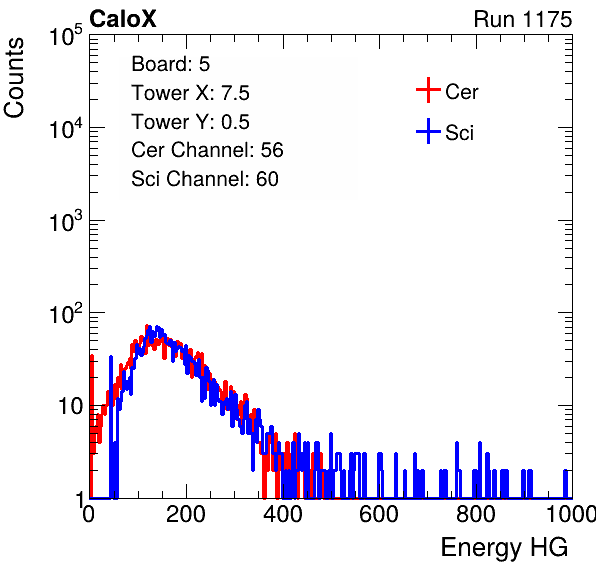 CaloX
Run 1175
Counts
10^5
10^4
10^3
10^2
10
1
Board: 5
Tower X: 7.5
Tower Y: 0.5
Cer Channel: 56
Sci Channel: 60
Cer
Sci
0 200 400 600 800 1000
Energy HG